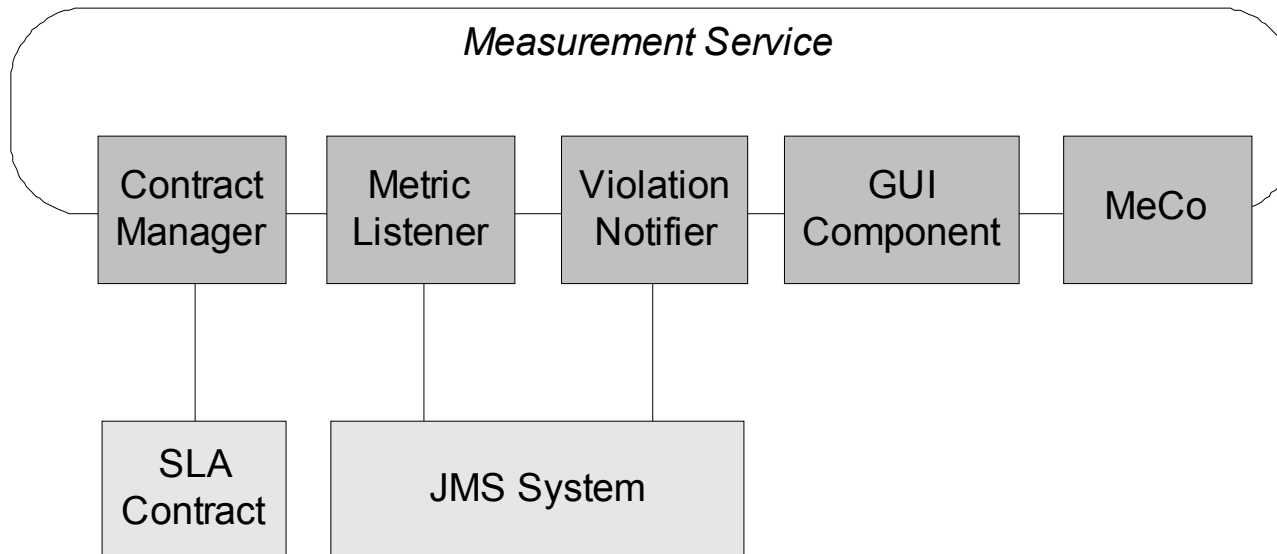 Measurement Service
Contract
Manager
Metric
Listener
Violation
Notifier
GUI
Component
MeCo
SLA
Contract
JMS System